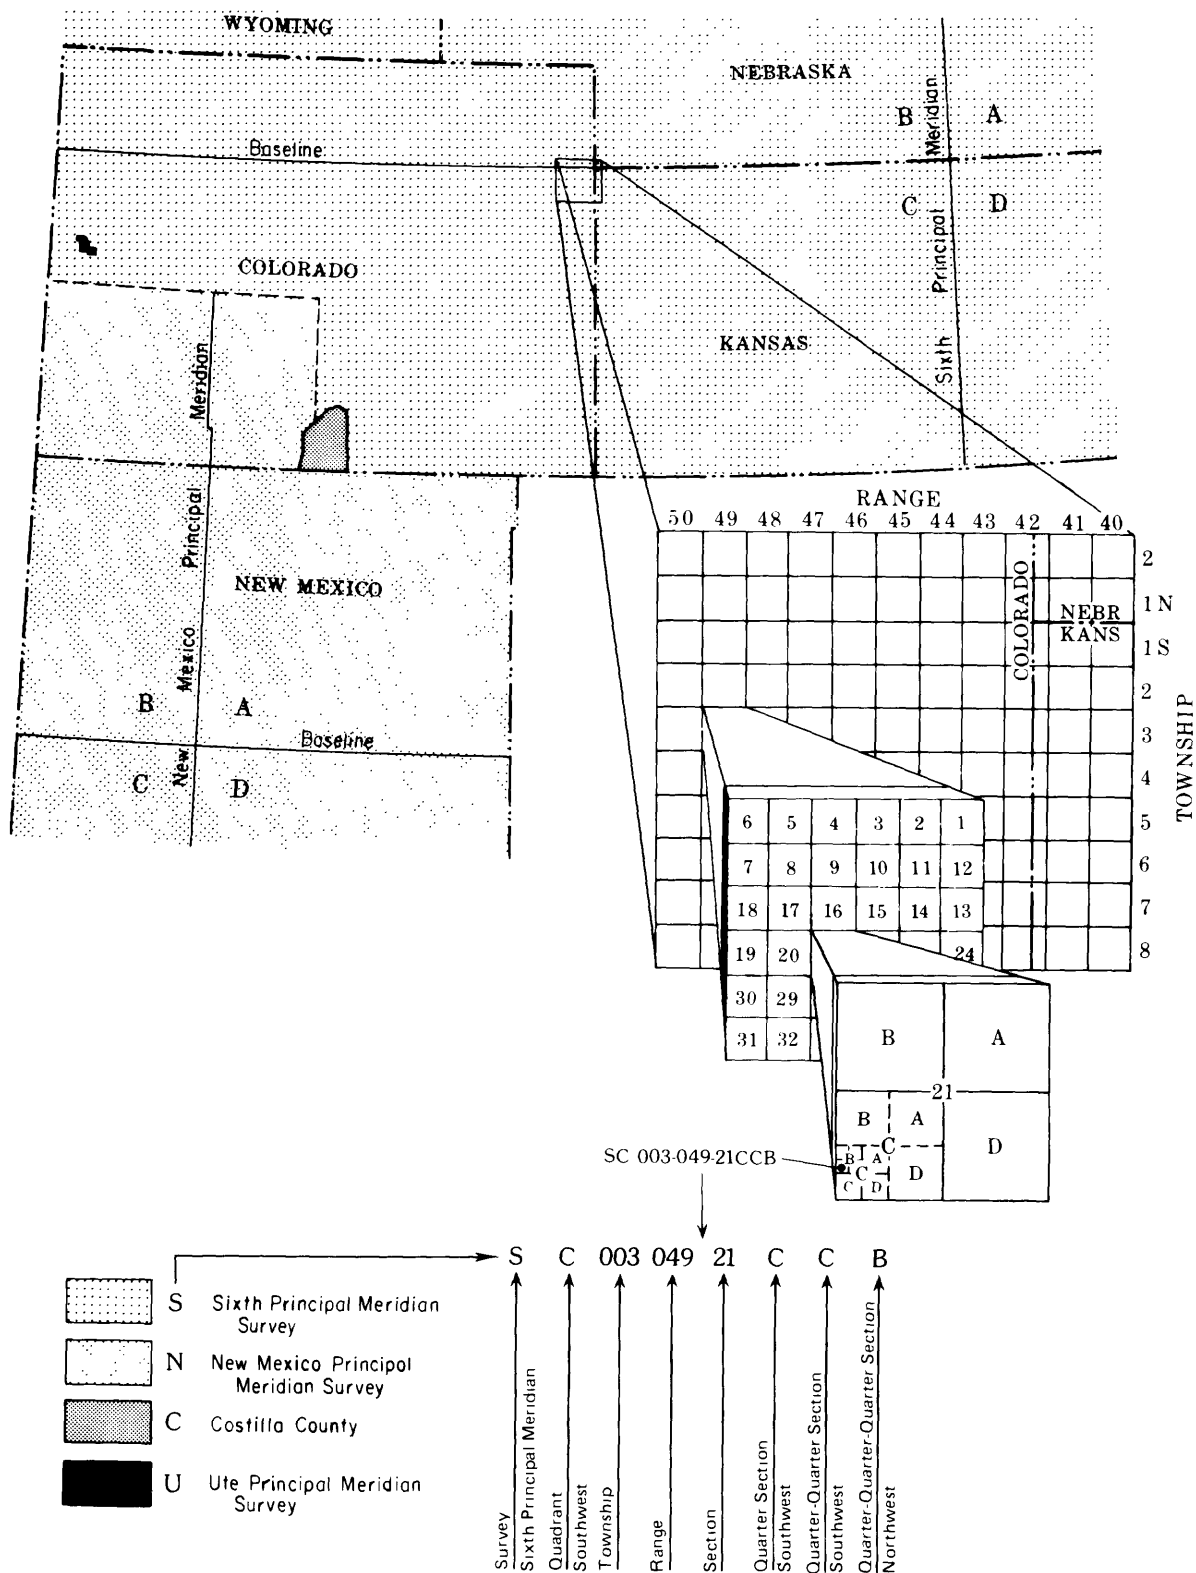 WYOMING
NEBRASKA
B
A
Meridian
Baseline
C
D
Principal
COLORADO
KANSAS
Sixth
Meridian
Principal
NEW MEXICO
Mexico
B
A
Baseline
New
C
D
RANGE
50 49 48 47 46 45 44 43 42 41 40
2
1 N
1 S
2
3
4
5
6
7
8
TOWNSHIP
COLORADO
NEBR
KANS
6 5 4 3 2 1
7 8 9 10 11 12
18 17 16 15 14 13
19 20 24
30 29
31 32
B A
21
B A
C
D
B A
C
D
C D
SC 003-049-21CCB
S C 003 049 21 C C B
S Sixth Principal Meridian
Survey
N New Mexico Principol
Meridian Survey
C Costilla County
U Ute Principal Meridian
Survey
Survey
Sixth Principal Meridian
Quadrant
Southwest
Township
Range
Section
Quarter Section
Southwest
Quarter-Quarter Section
Southwest
Quarter-Quarter-Quarter Section
Northwest